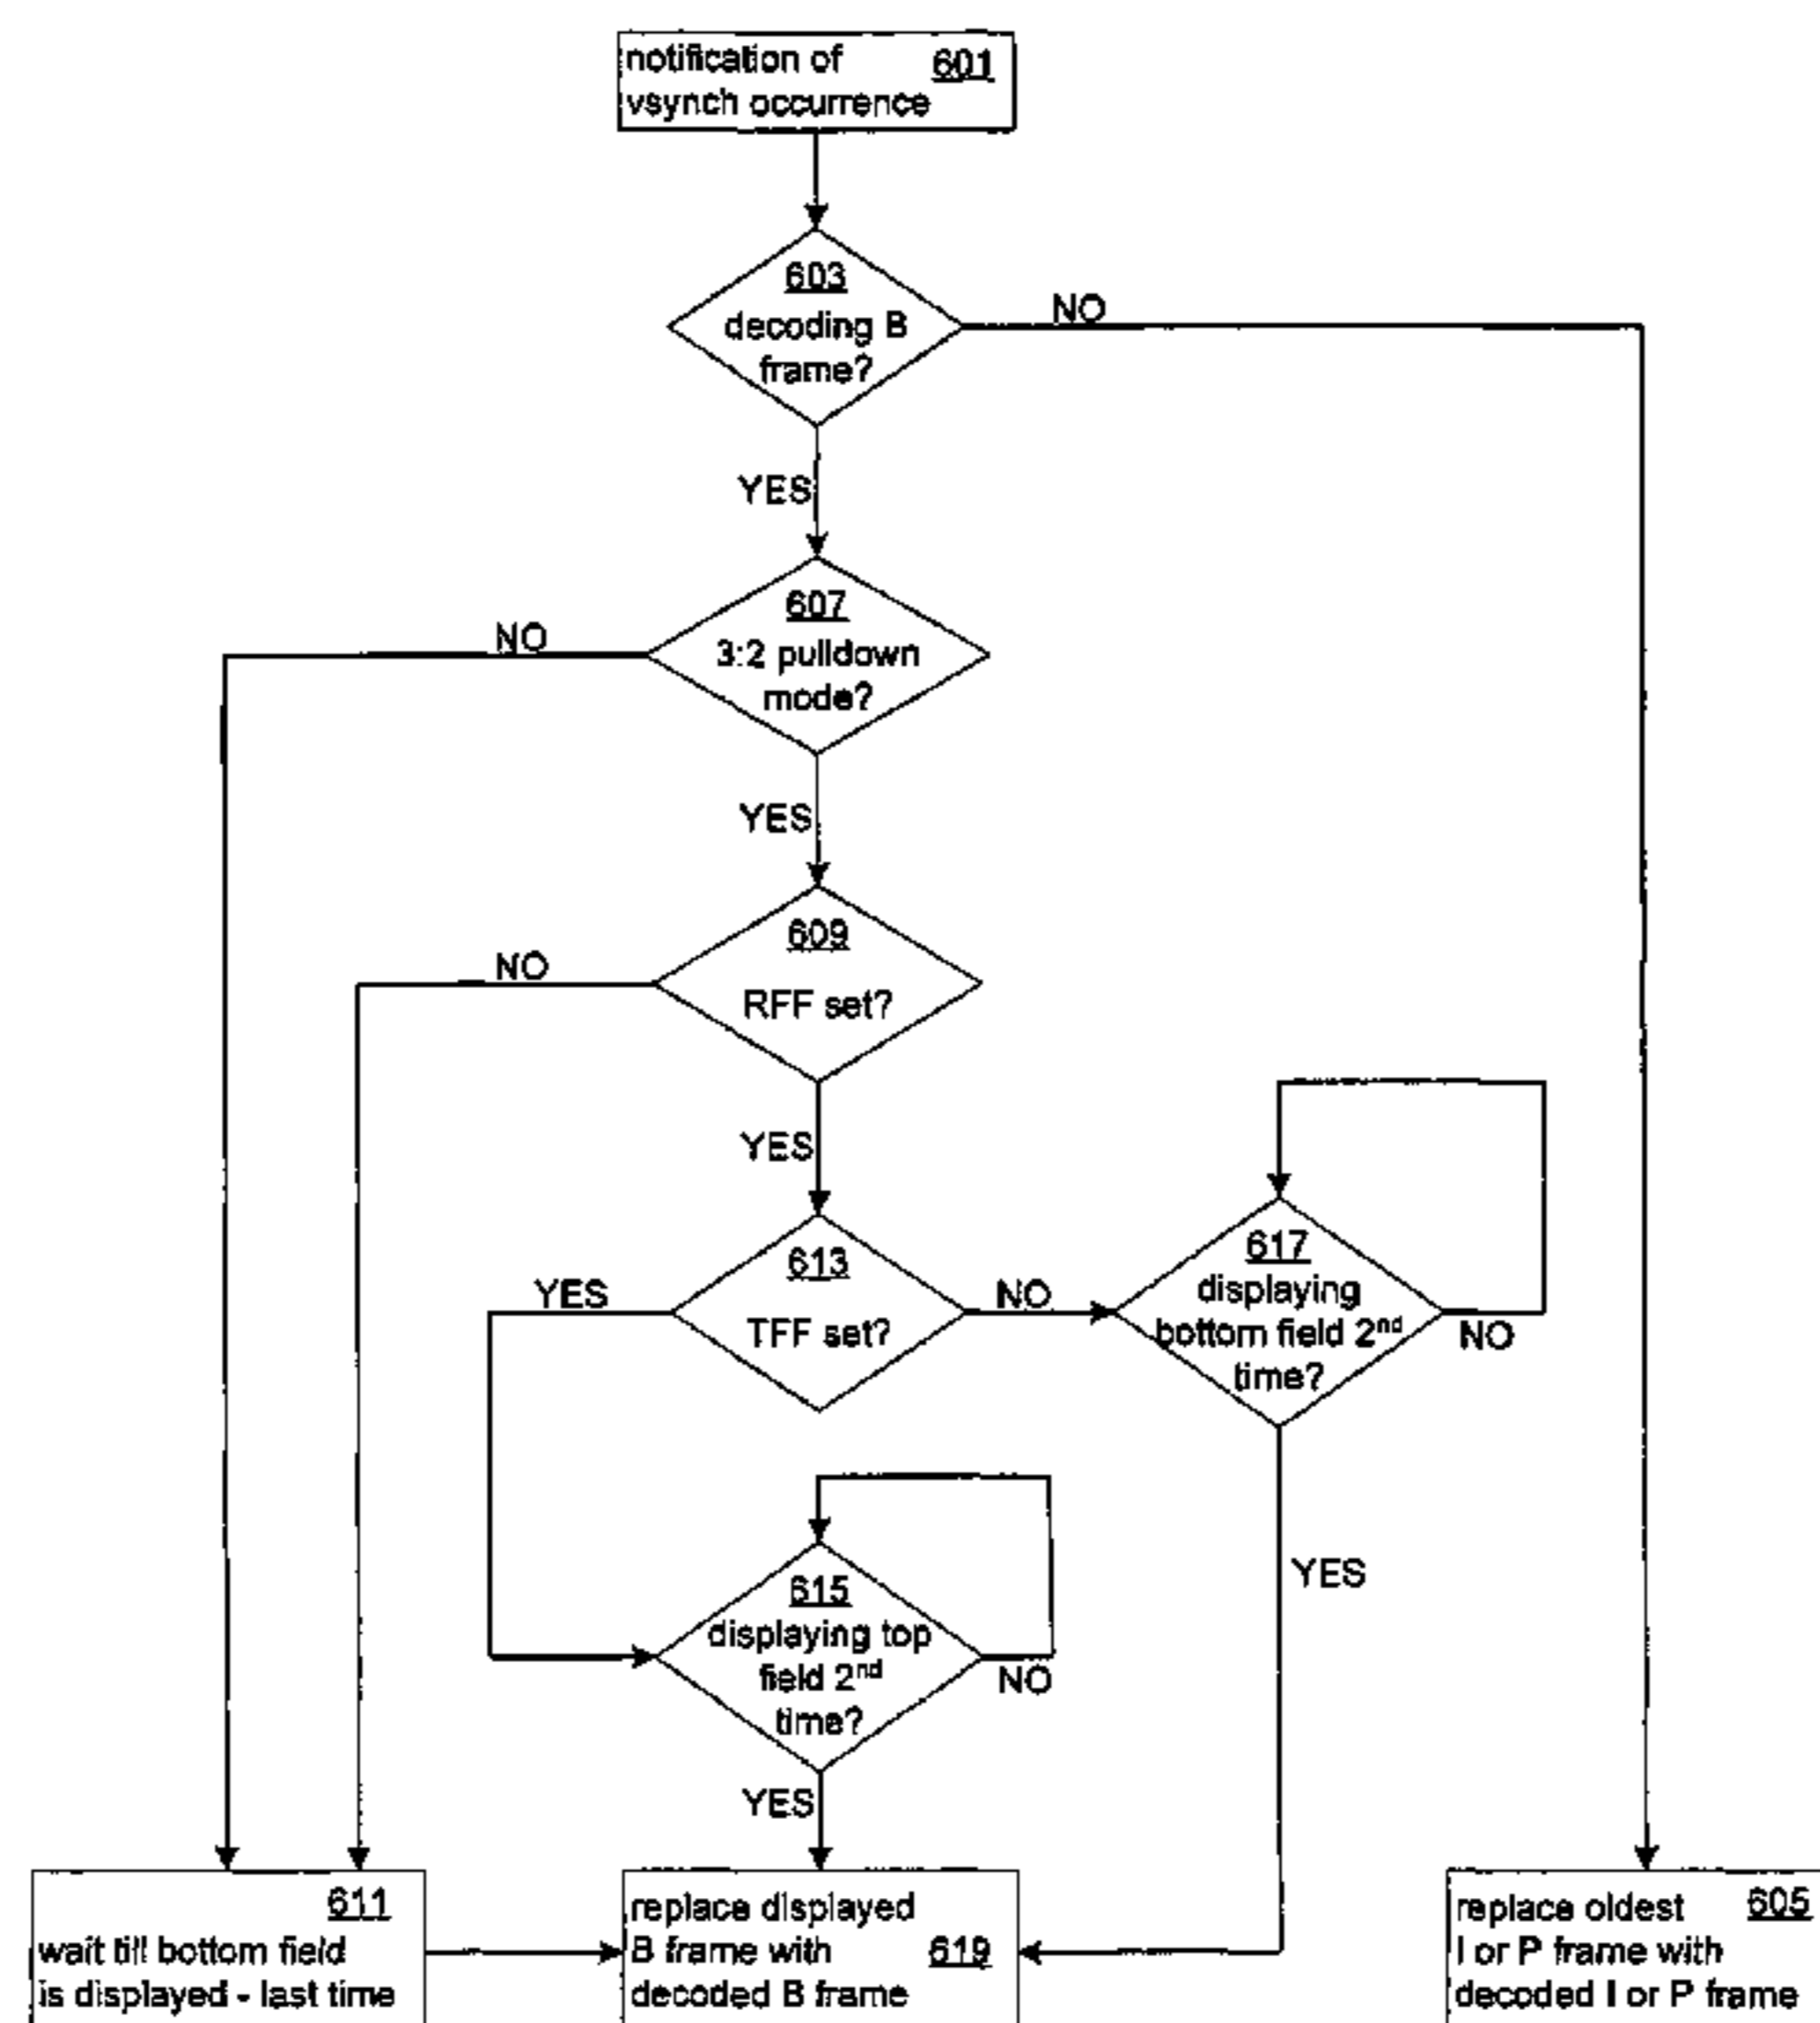 notification of 601
vsynch occurrence
603
decoding B
frame?
NO
YES
607
3:2 pulldown
mode?
NO
YES
609
RFF set?
NO
YES
613
TFF set?
YES
NO
617
displaying
bottom field 2nd
time?
NO
YES
615
displaying top
field 2nd
time?
NO
YES
611
wait till bottom field
is displayed - last time
replace displayed
B frame with 619
decoded B frame
replace oldest 605
I or P frame with
decoded I or P frame